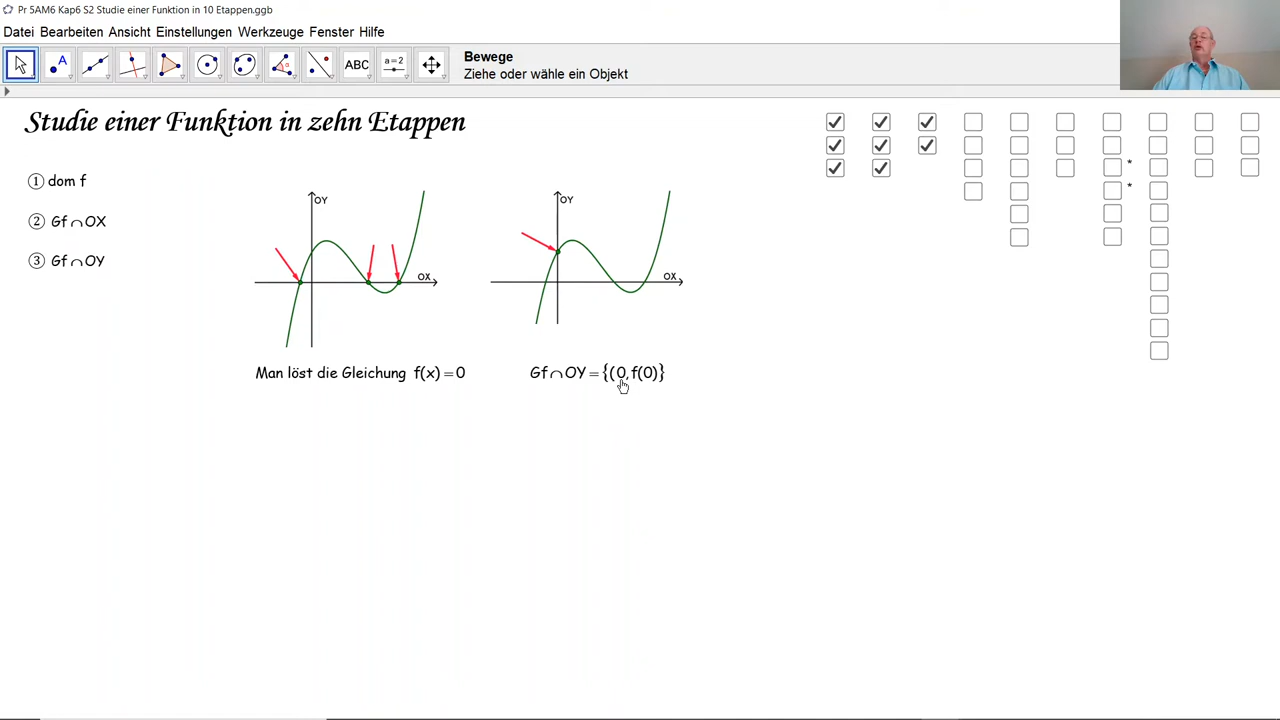 Pr 5AM6 Kap6 S2 Studie einer Funktion in 10 Etappen.ggb
Datei Bearbeiten Ansicht Einstellungen Werkzeuge Fenster Hilfe
A
ABC
a=2
Bewege
Ziehe oder wähle ein Objekt
Studie einer Funktion in zehn Etappen
① dom f
② Gf∩OX
③ Gf∩OY
OY
OX
OY
OX
Man löst die Gleichung f(x)=0
Gf∩OY={(0,f(0)}
*
*